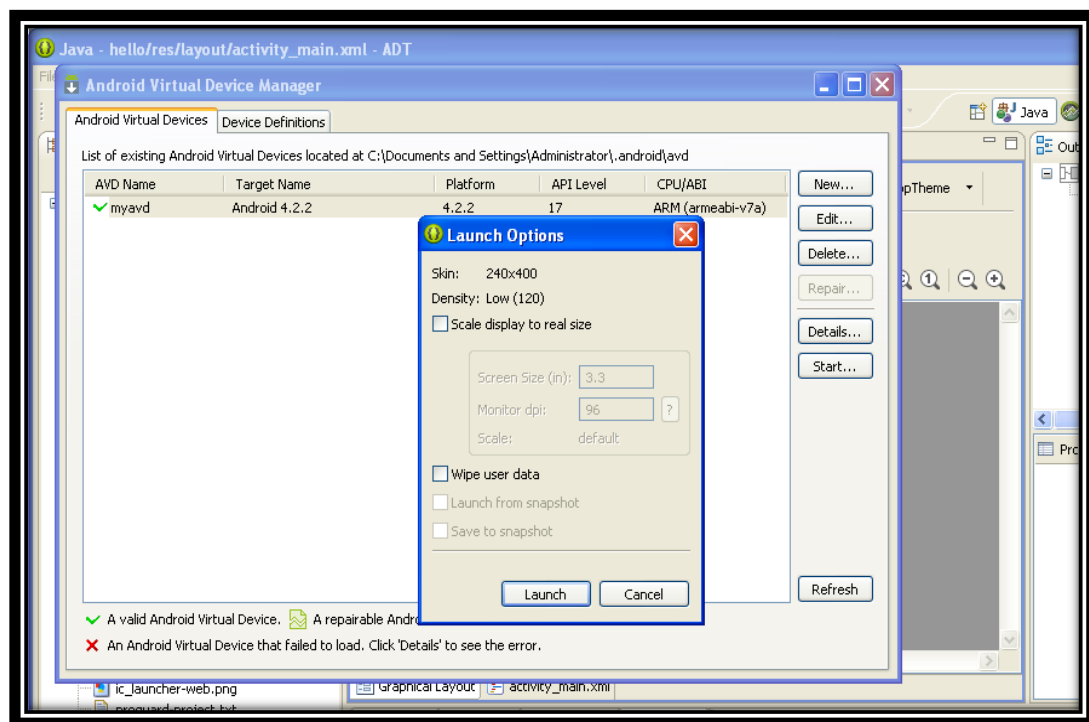 Java - hello/res/layout/activity_main.xml - ADT
File
Android Virtual Device Manager
Java
Android Virtual Devices
Device Definitions
Out
List of existing Android Virtual Devices located at C:\Documents and Settings\Administrator\.android\avd
AVD Name Target Name Platform API Level CPU/ABI
New...
pTheme
myavd Android 4.2.2 4.2.2 17 ARM (armeabi-v7a)
Edit...
Launch Options
Delete...
Skin: 240x400
Repair...
Density: Low (120)
Scale display to real size
Details...
Start...
Screen Size (in): 3.3
Monitor dpi: 96 ?
Scale: default
Pro
Wipe user data
Launch from snapshot
Save to snapshot
Launch Cancel
Refresh
A valid Android Virtual Device. A repairable Andro
An Android Virtual Device that failed to load. Click 'Details' to see the error.
ic_launcher-web.png
Graphical Layout activity_main.xml
proguard-project.txt